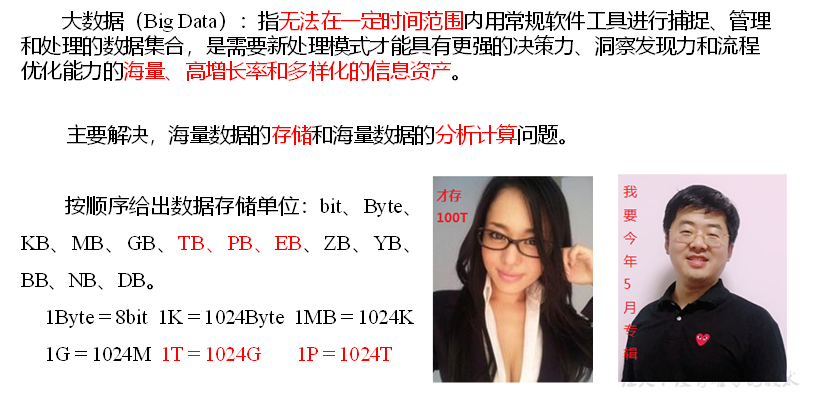 大数据（Big Data）：指无法在一定时间范围内用常规软件工具进行捕捉、管理
和处理的数据集合，是需要新处理模式才能具有更强的决策力、洞察发现力和流程
优化能力的海量、高增长率和多样化的信息资产。
主要解决，海量数据的存储和海量数据的分析计算问题。
按顺序给出数据存储单位：bit、Byte、
KB、MB、GB、TB、PB、EB、ZB、YB、
BB、NB、DB。
1Byte = 8bit 1K = 1024Byte 1MB = 1024K
1G = 1024M 1T = 1024G 1P = 1024T
才存
100T
我
要
今
年
5
月
专
辑